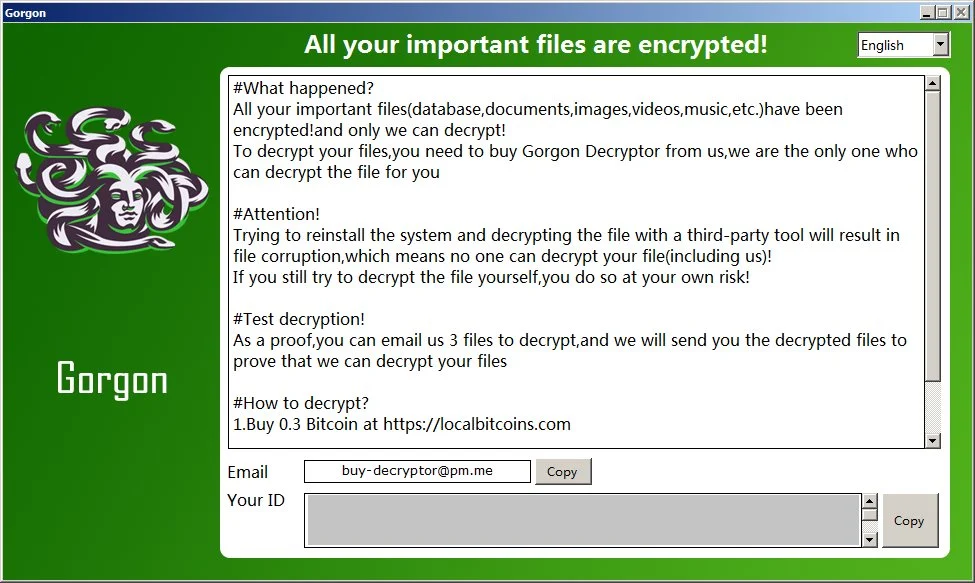 Gorgon
All your important files are encrypted!
English
#What happened?
All your important files(database,documents,images,videos,music,etc.)have been
encrypted!and only we can decrypt!
To decrypt your files,you need to buy Gorgon Decryptor from us,we are the only one who
can decrypt the file for you
#Attention!
Trying to reinstall the system and decrypting the file with a third-party tool will result in
file corruption,which means no one can decrypt your file(including us)!
If you still try to decrypt the file yourself,you do so at your own risk!
#Test decryption!
As a proof,you can email us 3 files to decrypt,and we will send you the decrypted files to
prove that we can decrypt your files
#How to decrypt?
1.Buy 0.3 Bitcoin at https://localbitcoins.com
Gorgon
Email
buy-decryptor@pm.me
Copy
Your ID
Copy